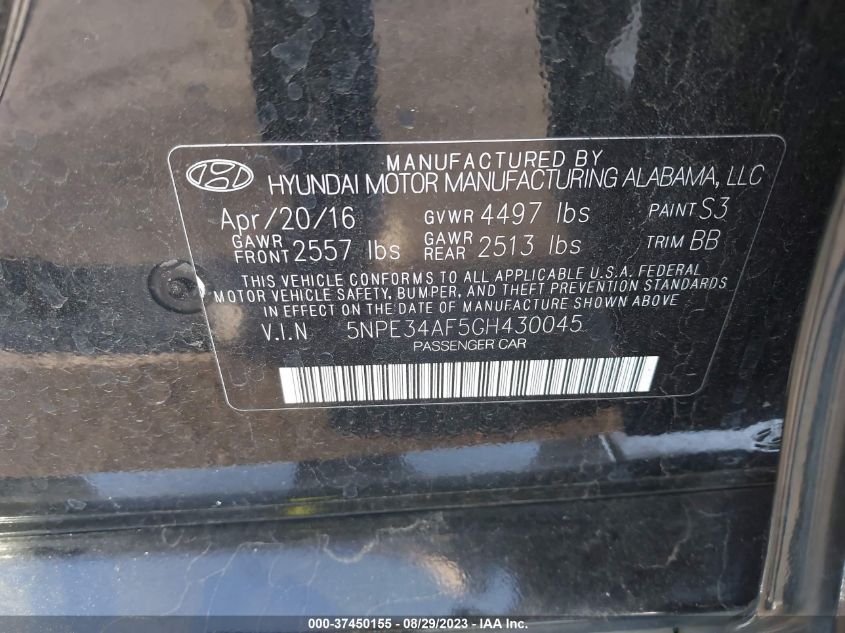 MANUFACTURED BY
HYUNDAI MOTOR MANUFACTURING ALABAMA, LLC
Apr/20/16 GVWR 4497 lbs PAINT S3
GAWR FRONT 2557 lbs GAWR REAR 2513 lbs TRIM BB
THIS VEHICLE CONFORMS TO ALL APPLICABLE U.S.A. FEDERAL
MOTOR VEHICLE SAFETY, BUMPER, AND THEFT PREVENTION STANDARDS
IN EFFECT ON THE DATE OF MANUFACTURE SHOWN ABOVE
V.I.N 5NPE34AF5GH430045
PASSENGER CAR
000-37450155 - 08/29/2023 - IAA Inc.